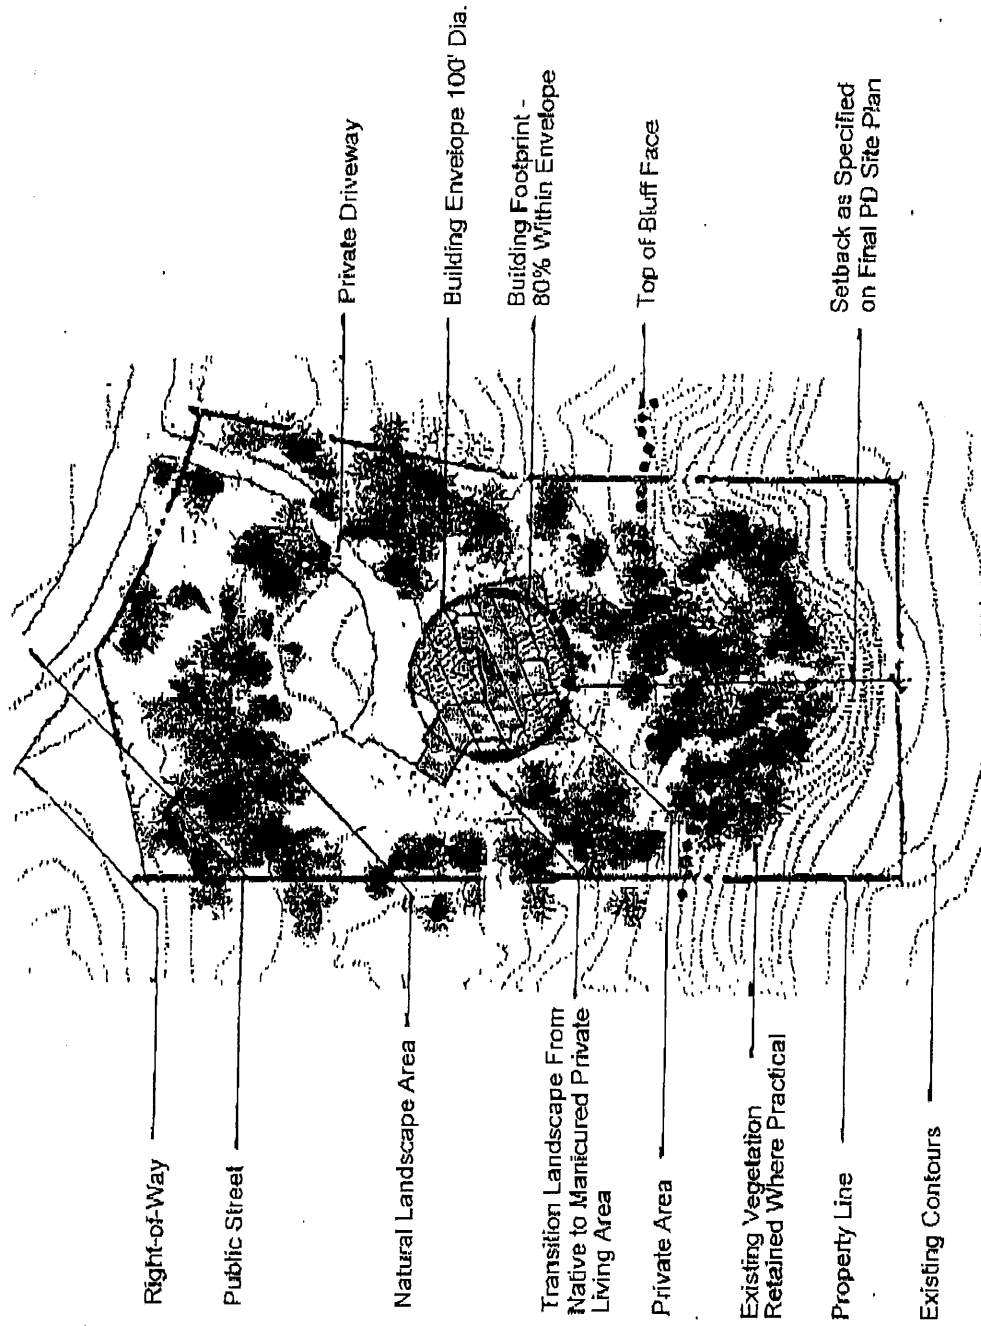 Right-of-Way
Public Street
Natural Landscape Area
Transition Landscape From
Native to Manicured Private
Living Area
Private Area
Existing Vegetation
Retained Where Practical
Property Line
Existing Contours
Private Driveway
Building Envelope 100' Dia.
Building Footprint -
80% Within Envelope
Top of Bluff Face
Setback as Specified
on Final PD Site Plan